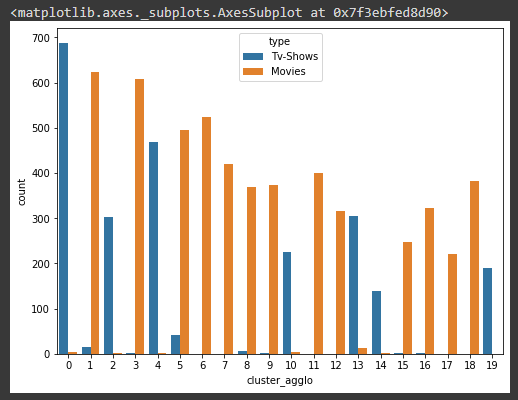 <matplotlib.axes._subplots.AxesSubplot at 0x7f3ebfed8d90>
type
Tv-Shows
Movies
700
600
500
400
300
200
100
0
count
0 1 2 3 4 5 6 7 8 9 10 11 12 13 14 15 16 17 18 19
cluster_agglo